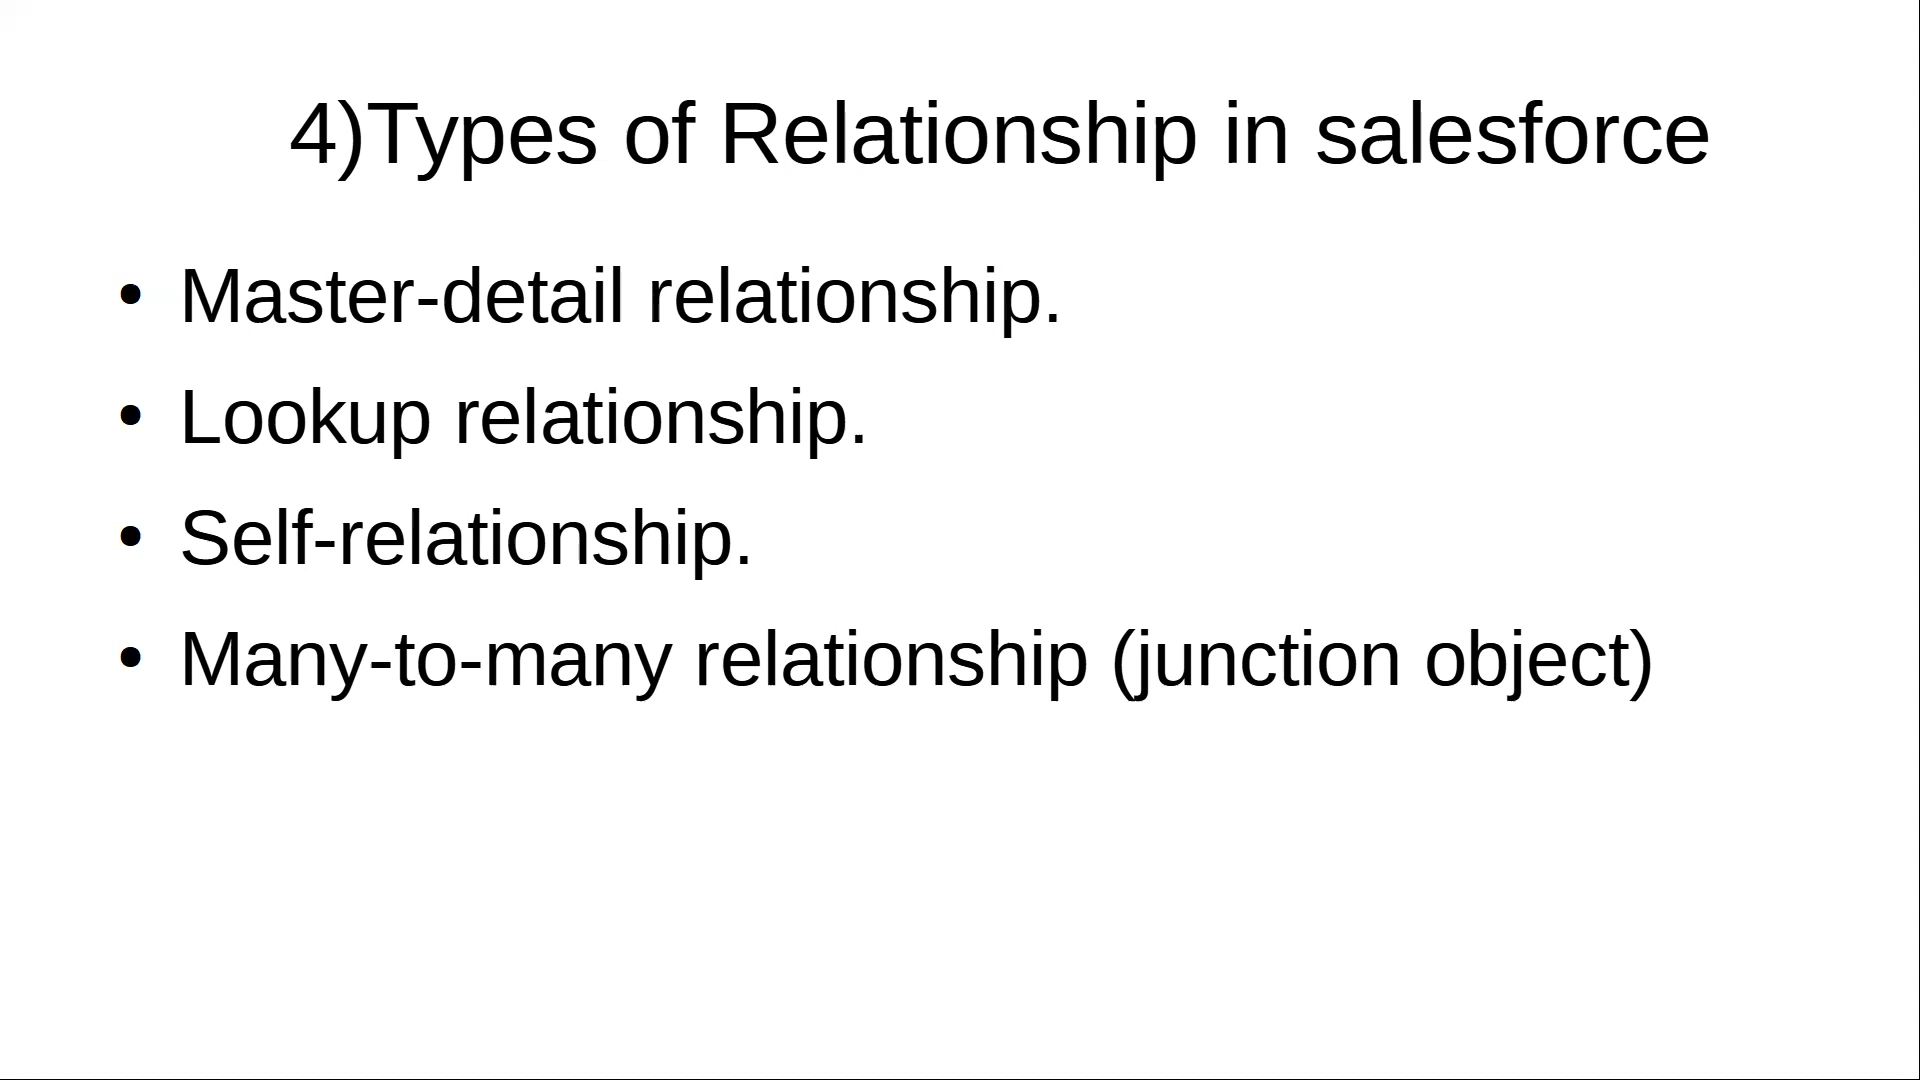 4)Types of Relationship in salesforce
• Master-detail relationship.
• Lookup relationship.
• Self-relationship.
• Many-to-many relationship (junction object)